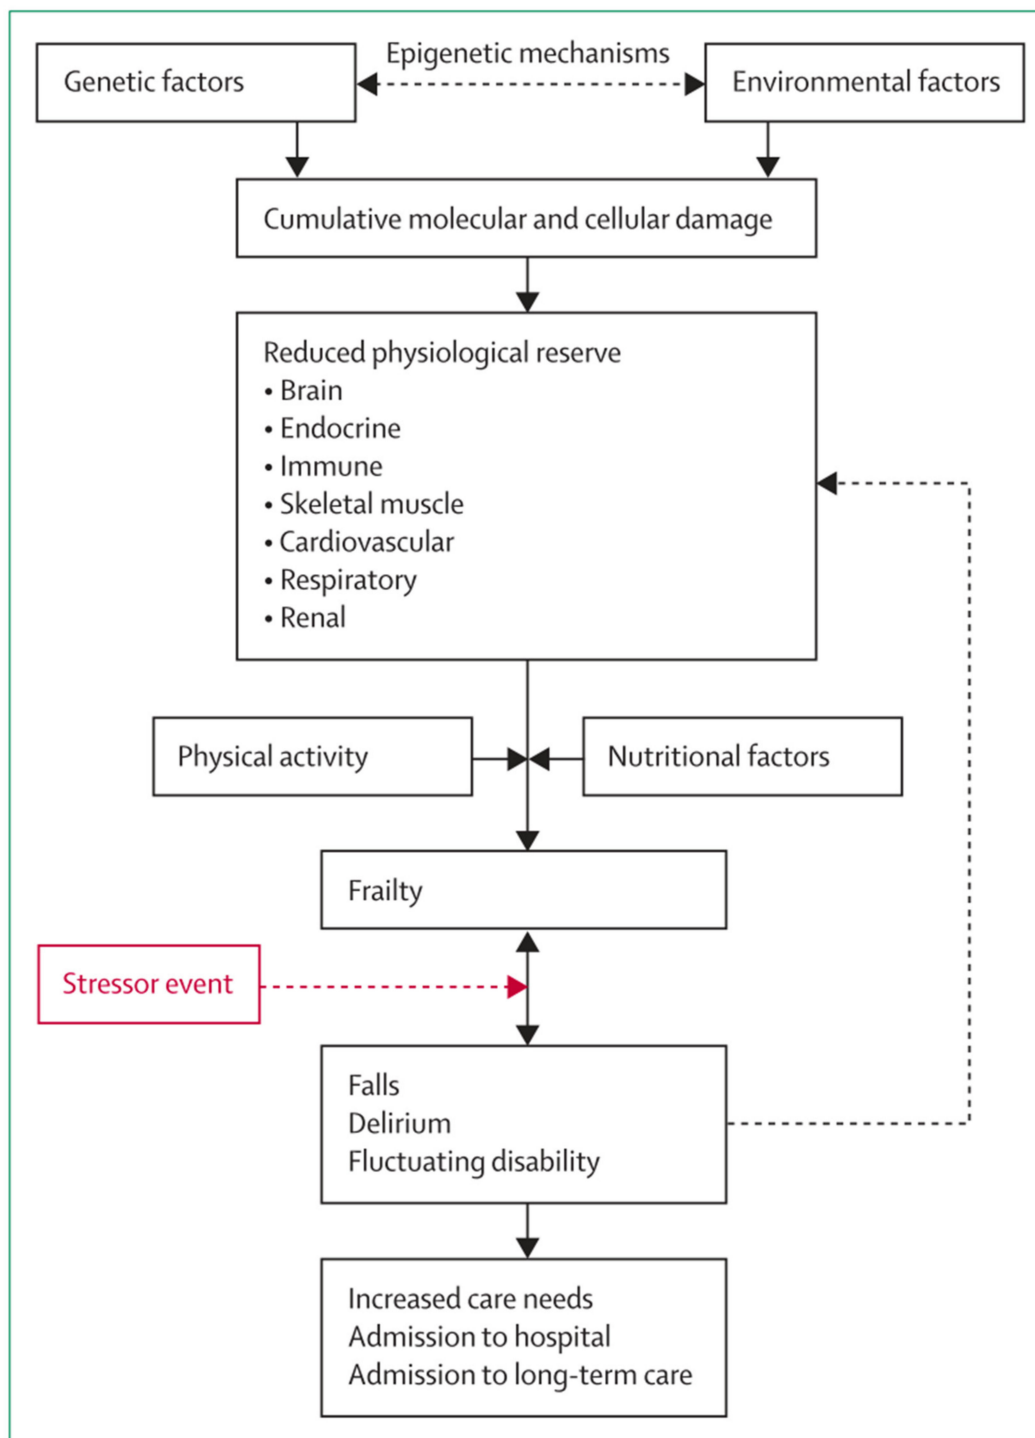 Epigenetic mechanisms
Genetic factors
Environmental factors
Cumulative molecular and cellular damage
Reduced physiological reserve
• Brain
• Endocrine
• Immune
• Skeletal muscle
• Cardiovascular
• Respiratory
• Renal
Physical activity
Nutritional factors
Frailty
Stressor event
Falls
Delirium
Fluctuating disability
Increased care needs
Admission to hospital
Admission to long-term care